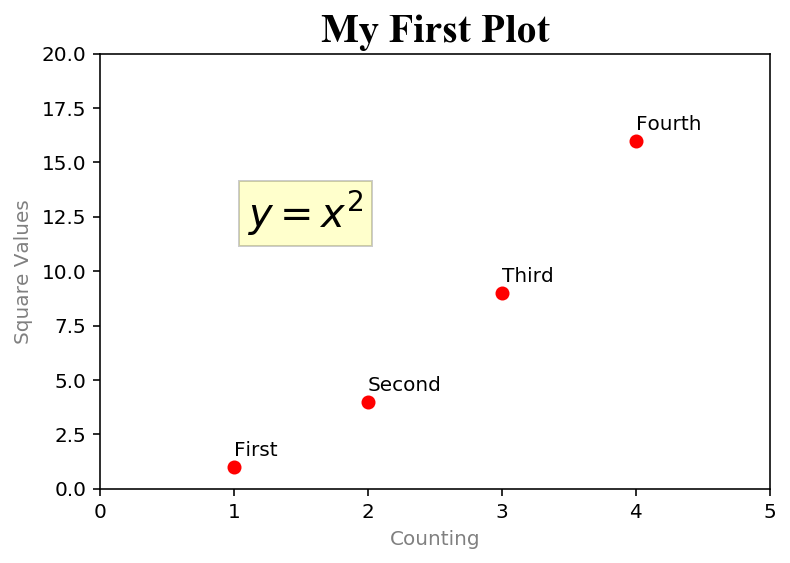 My First Plot
20.0
17.5
15.0
12.5
10.0
7.5
5.0
2.5
0.0
Square Values
Fourth
y = x²
Third
Second
First
0 1 2 3 4 5
Counting